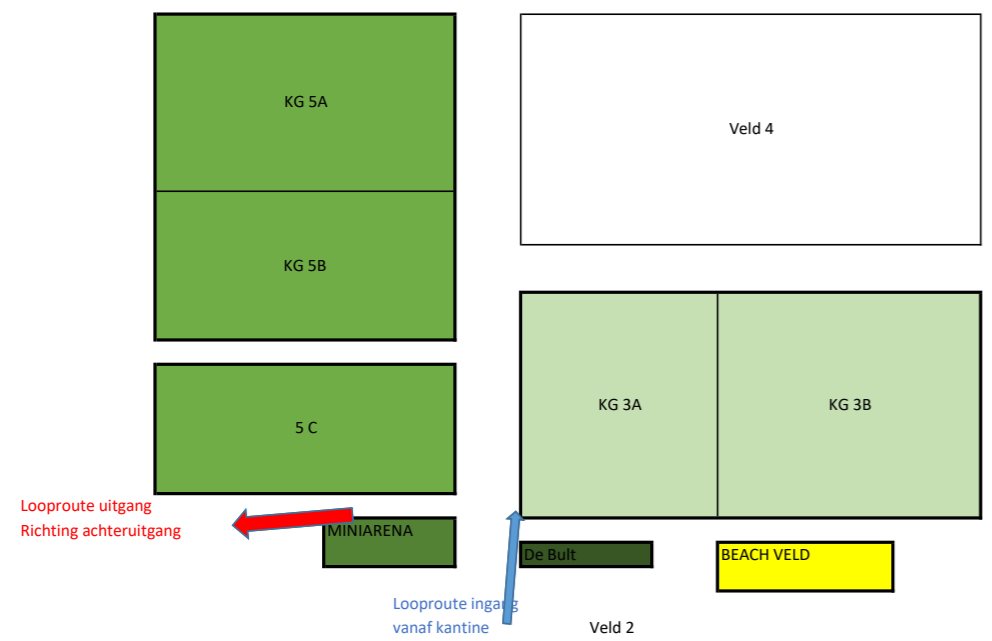 KG 5A
Veld 4
KG 5B
KG 3A
KG 3B
5 C
Looproute uitgang
Richting achteruitgang
MINIARENA
De Bult
BEACH VELD
Looproute ingang
vanaf kantine
Veld 2